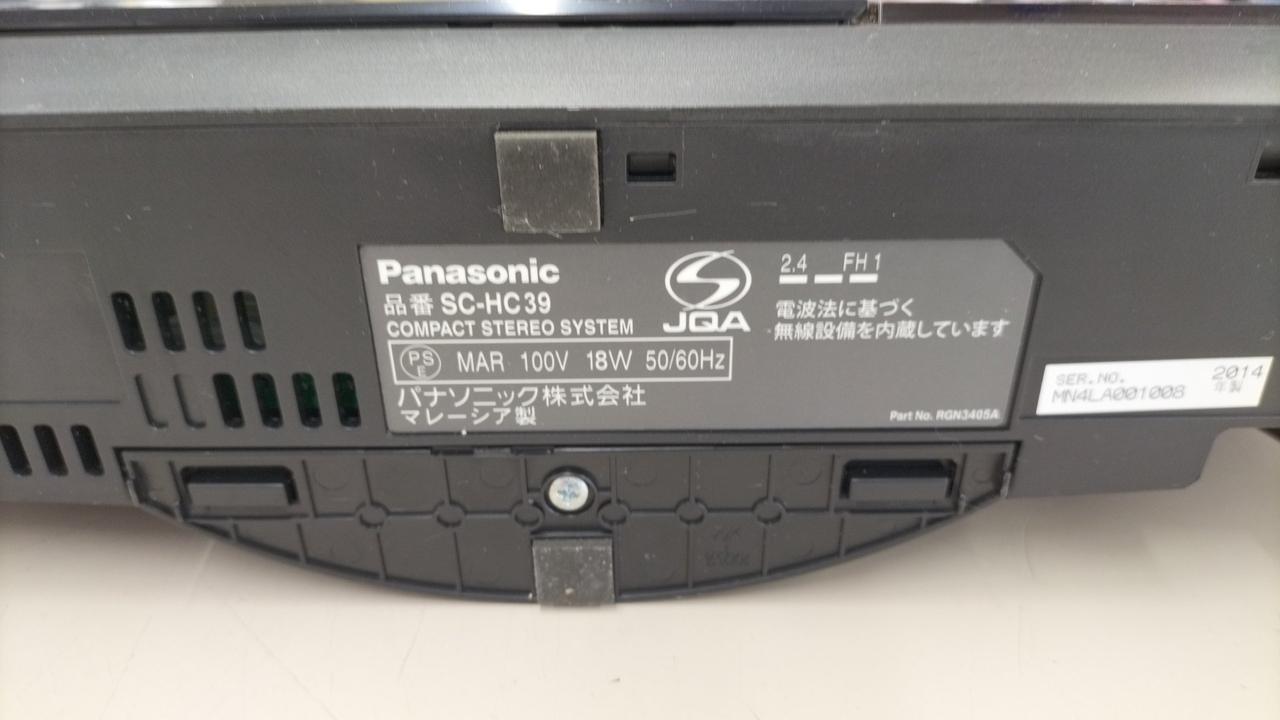 Panasonic
品番 SC-HC39
COMPACT STEREO SYSTEM
PS E MAR 100V 18W 50/60Hz
パナソニック株式会社
マレーシア製
JQA
2.4 FH 1
電波法に基づく
無線設備を内蔵しています
Part No. RGN3405A
SER.NO. 2014
MN4LA001008 年製